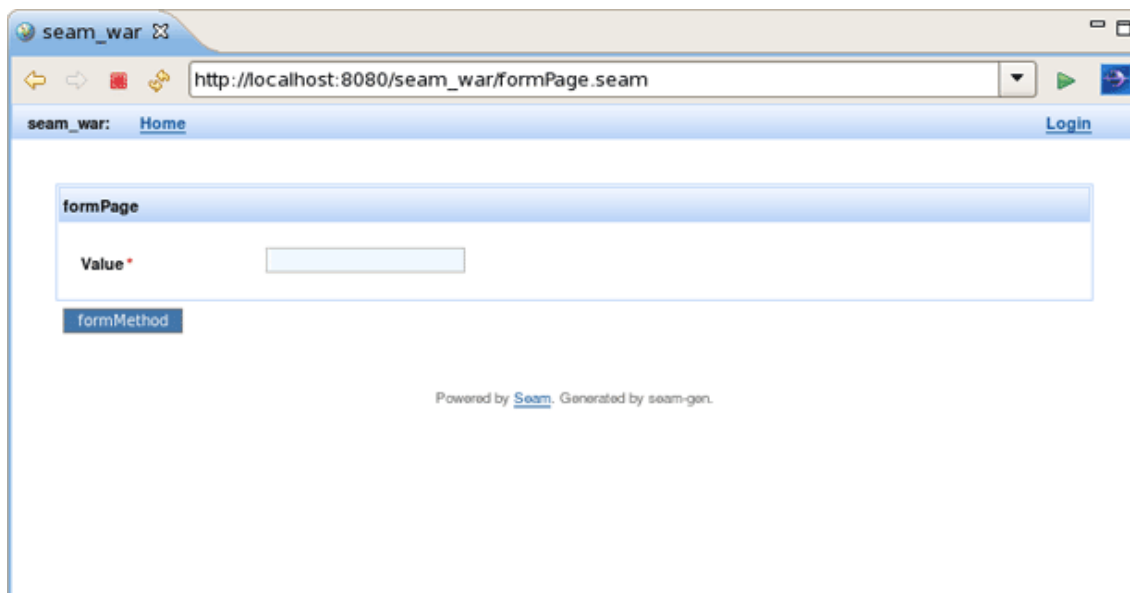 seam_war
http://localhost:8080/seam_war/formPage.seam
seam_war: Home Login
formPage
Value*
formMethod
Powered by Seam. Generated by seam-gen.